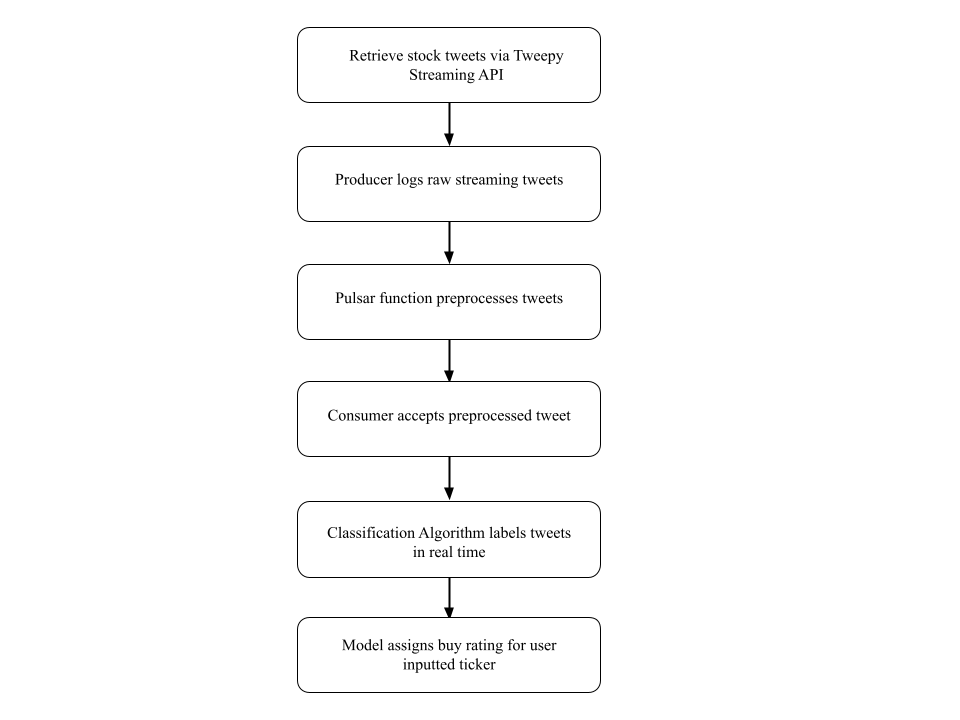 Retrieve stock tweets via Tweepy
Streaming API
Producer logs raw streaming tweets
Pulsar function preprocesses tweets
Consumer accepts preprocessed tweet
Classification Algorithm labels tweets
in real time
Model assigns buy rating for user
inputted ticker